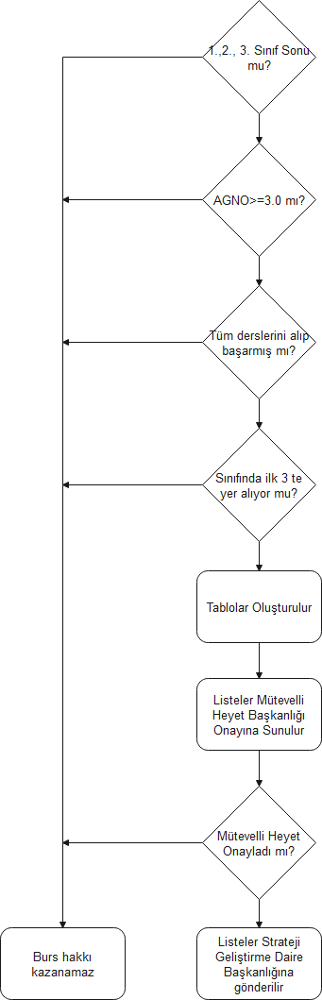 1.,2., 3. Sınıf Sonu
mu?
AGNO>=3.0 mı?
Tüm derslerini alıp
başarmış mı?
Sınıfında ilk 3 te
yer alıyor mu?
Tablolar Oluşturulur
Listeler Mütevelli
Heyet Başkanlığı
Onayına Sunulur
Mütevelli Heyet
Onayladı mı?
Burs hakkı
kazanamaz
Listeler Strateji
Geliştirme Daire
Başkanlığına
gönderilir